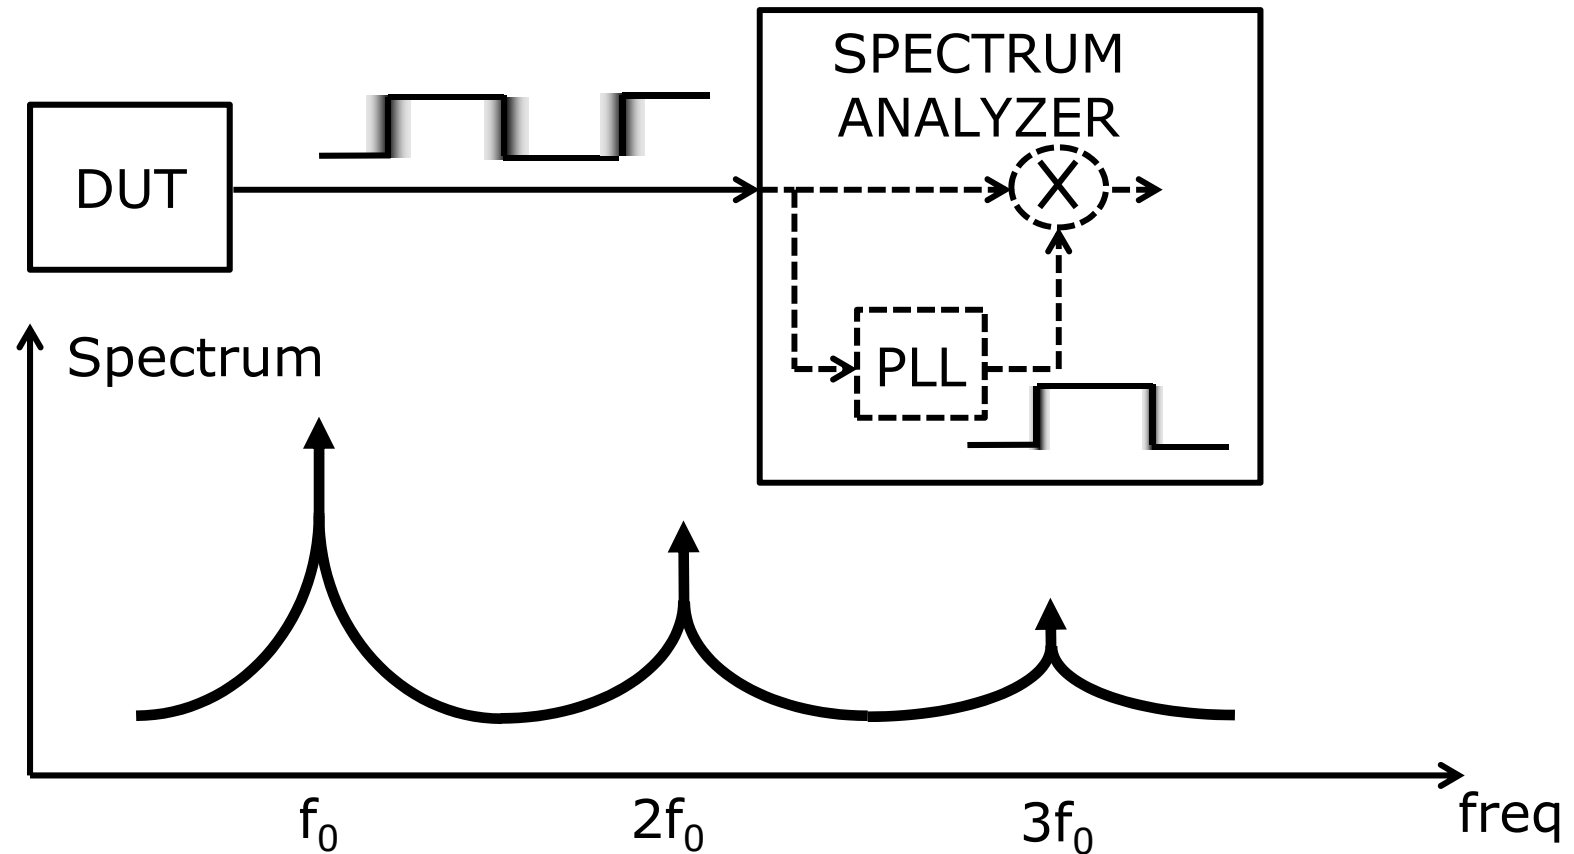 SPECTRUM
ANALYZER
DUT
X
PLL
Spectrum
f0
2f0
3f0
freq